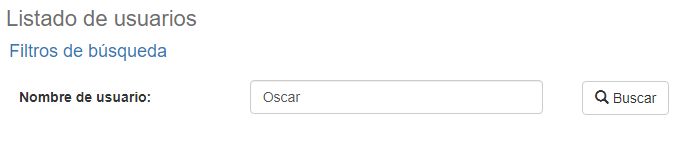 Listado de usuarios
Filtros de búsqueda
Nombre de usuario: Oscar Buscar